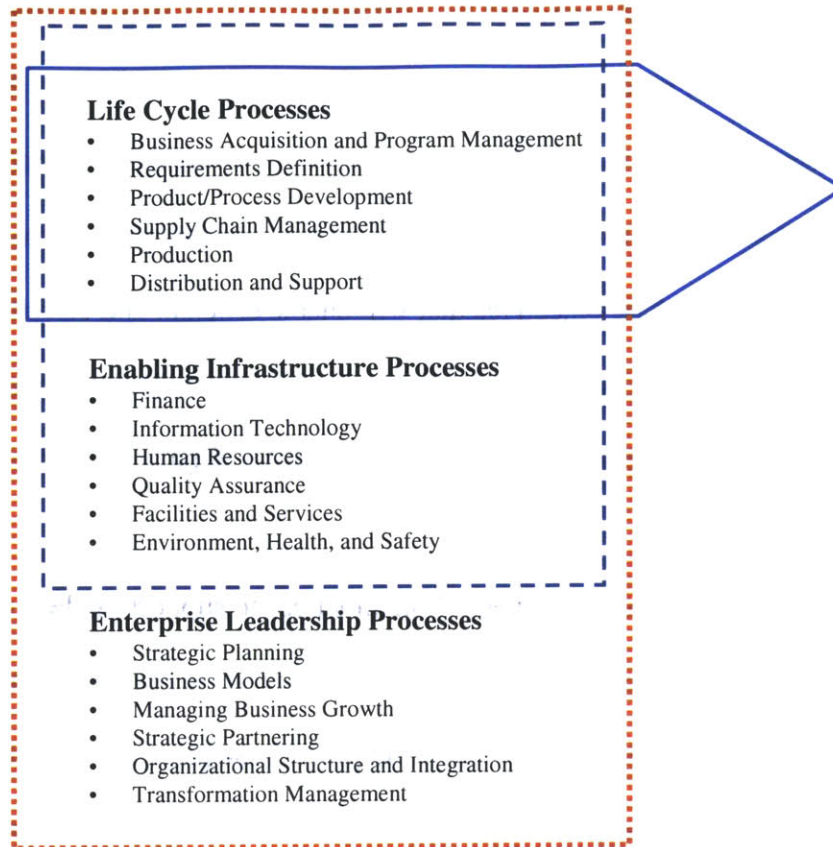 Life Cycle Processes
• Business Acquisition and Program Management
• Requirements Definition
• Product/Process Development
• Supply Chain Management
• Production
• Distribution and Support
Enabling Infrastructure Processes
• Finance
• Information Technology
• Human Resources
• Quality Assurance
• Facilities and Services
• Environment, Health, and Safety
Enterprise Leadership Processes
• Strategic Planning
• Business Models
• Managing Business Growth
• Strategic Partnering
• Organizational Structure and Integration
• Transformation Management